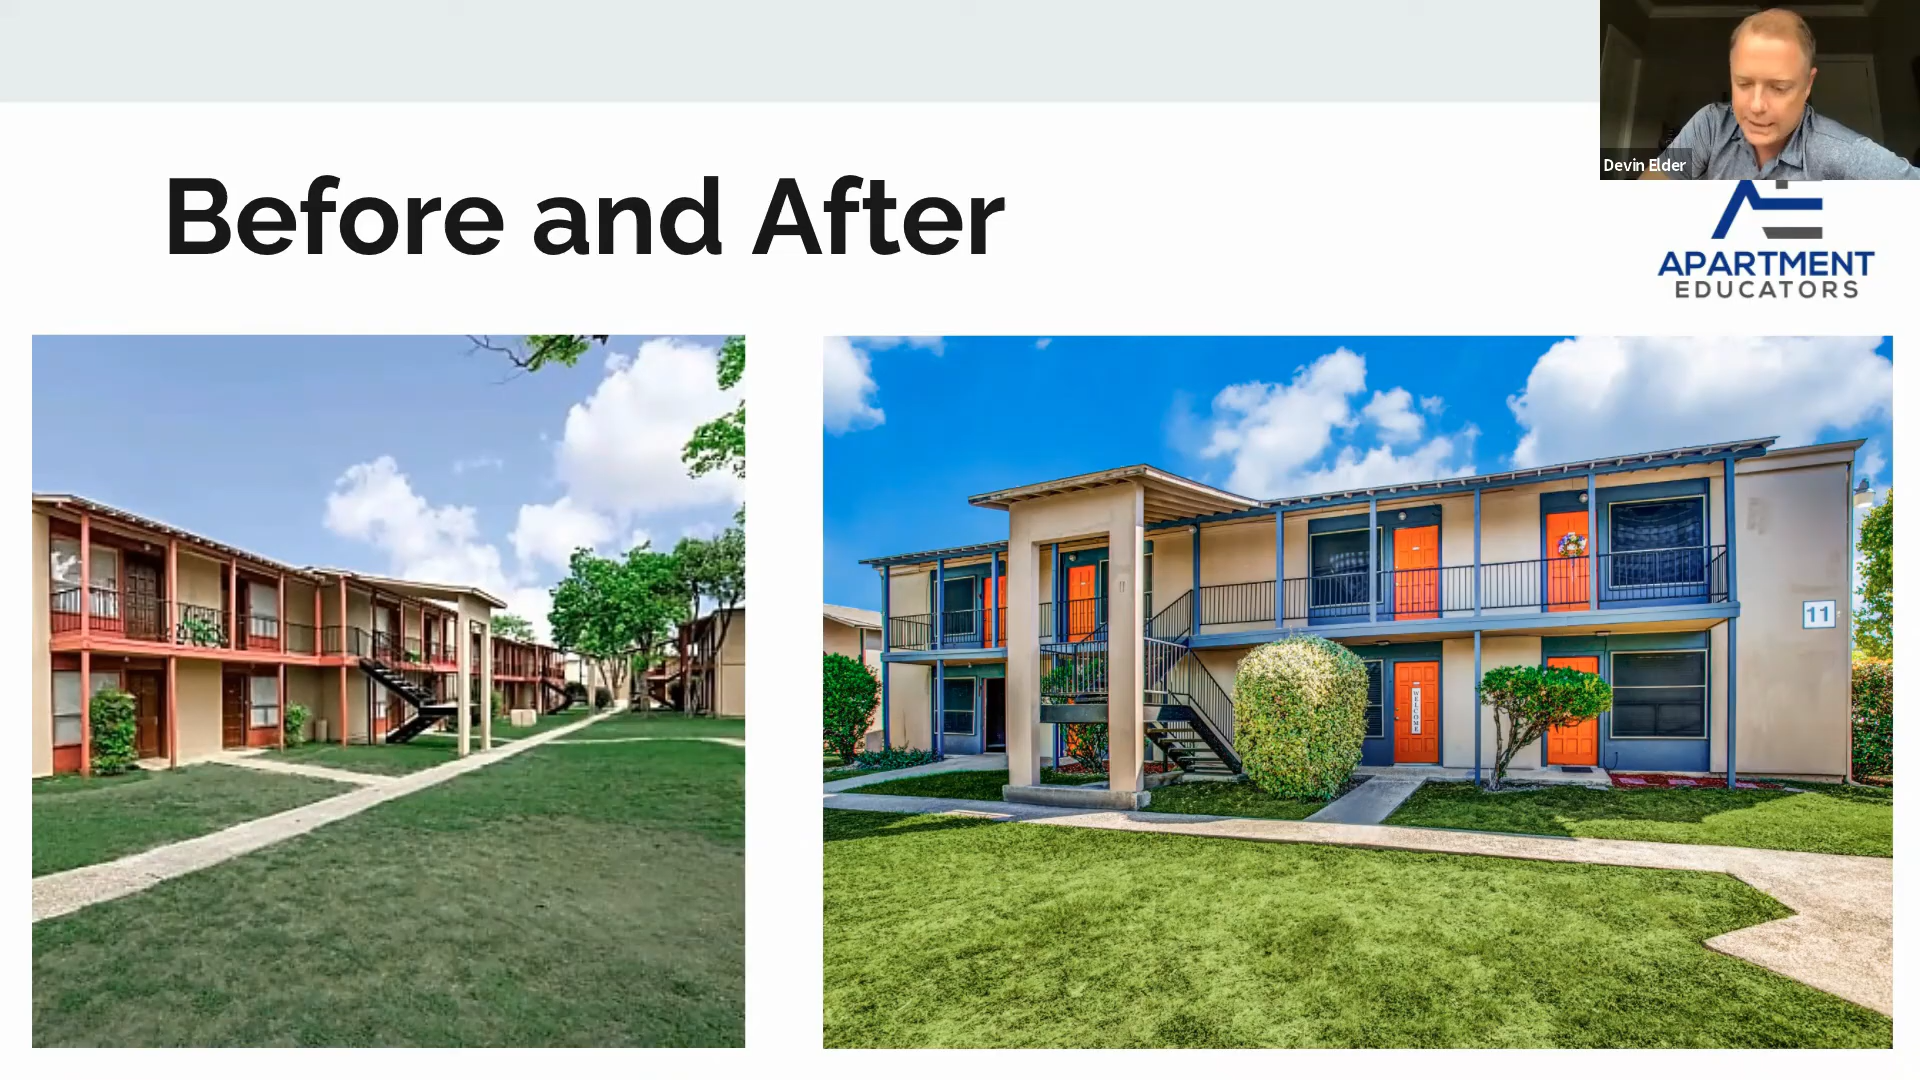 Devin Elder
Before and After
APARTMENT
EDUCATORS
11
WELCOME